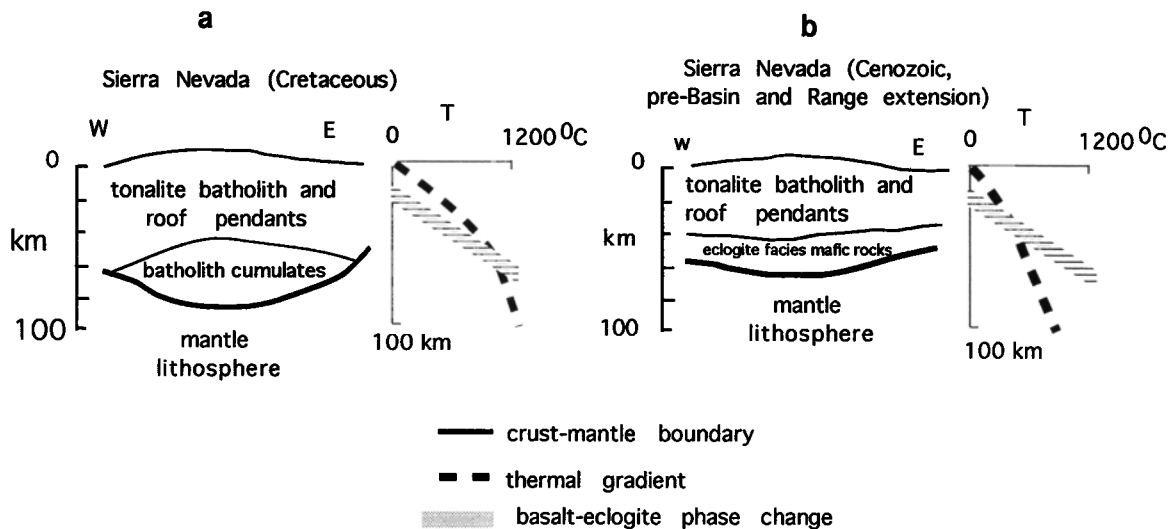 a
Sierra Nevada (Cretaceous)
W
E
0
T
1200 0C
0
tonalite batholith and
roof pendants
km
batholith cumulates
100
mantle
lithosphere
100 km
b
Sierra Nevada (Cenozoic,
pre-Basin and Range extension)
W
E
0
T
1200 0C
0
tonalite batholith and
roof pendants
km
eclogite facies mafic rocks
mantle
lithosphere
100
100 km
crust-mantle boundary
thermal gradient
basalt-eclogite phase change